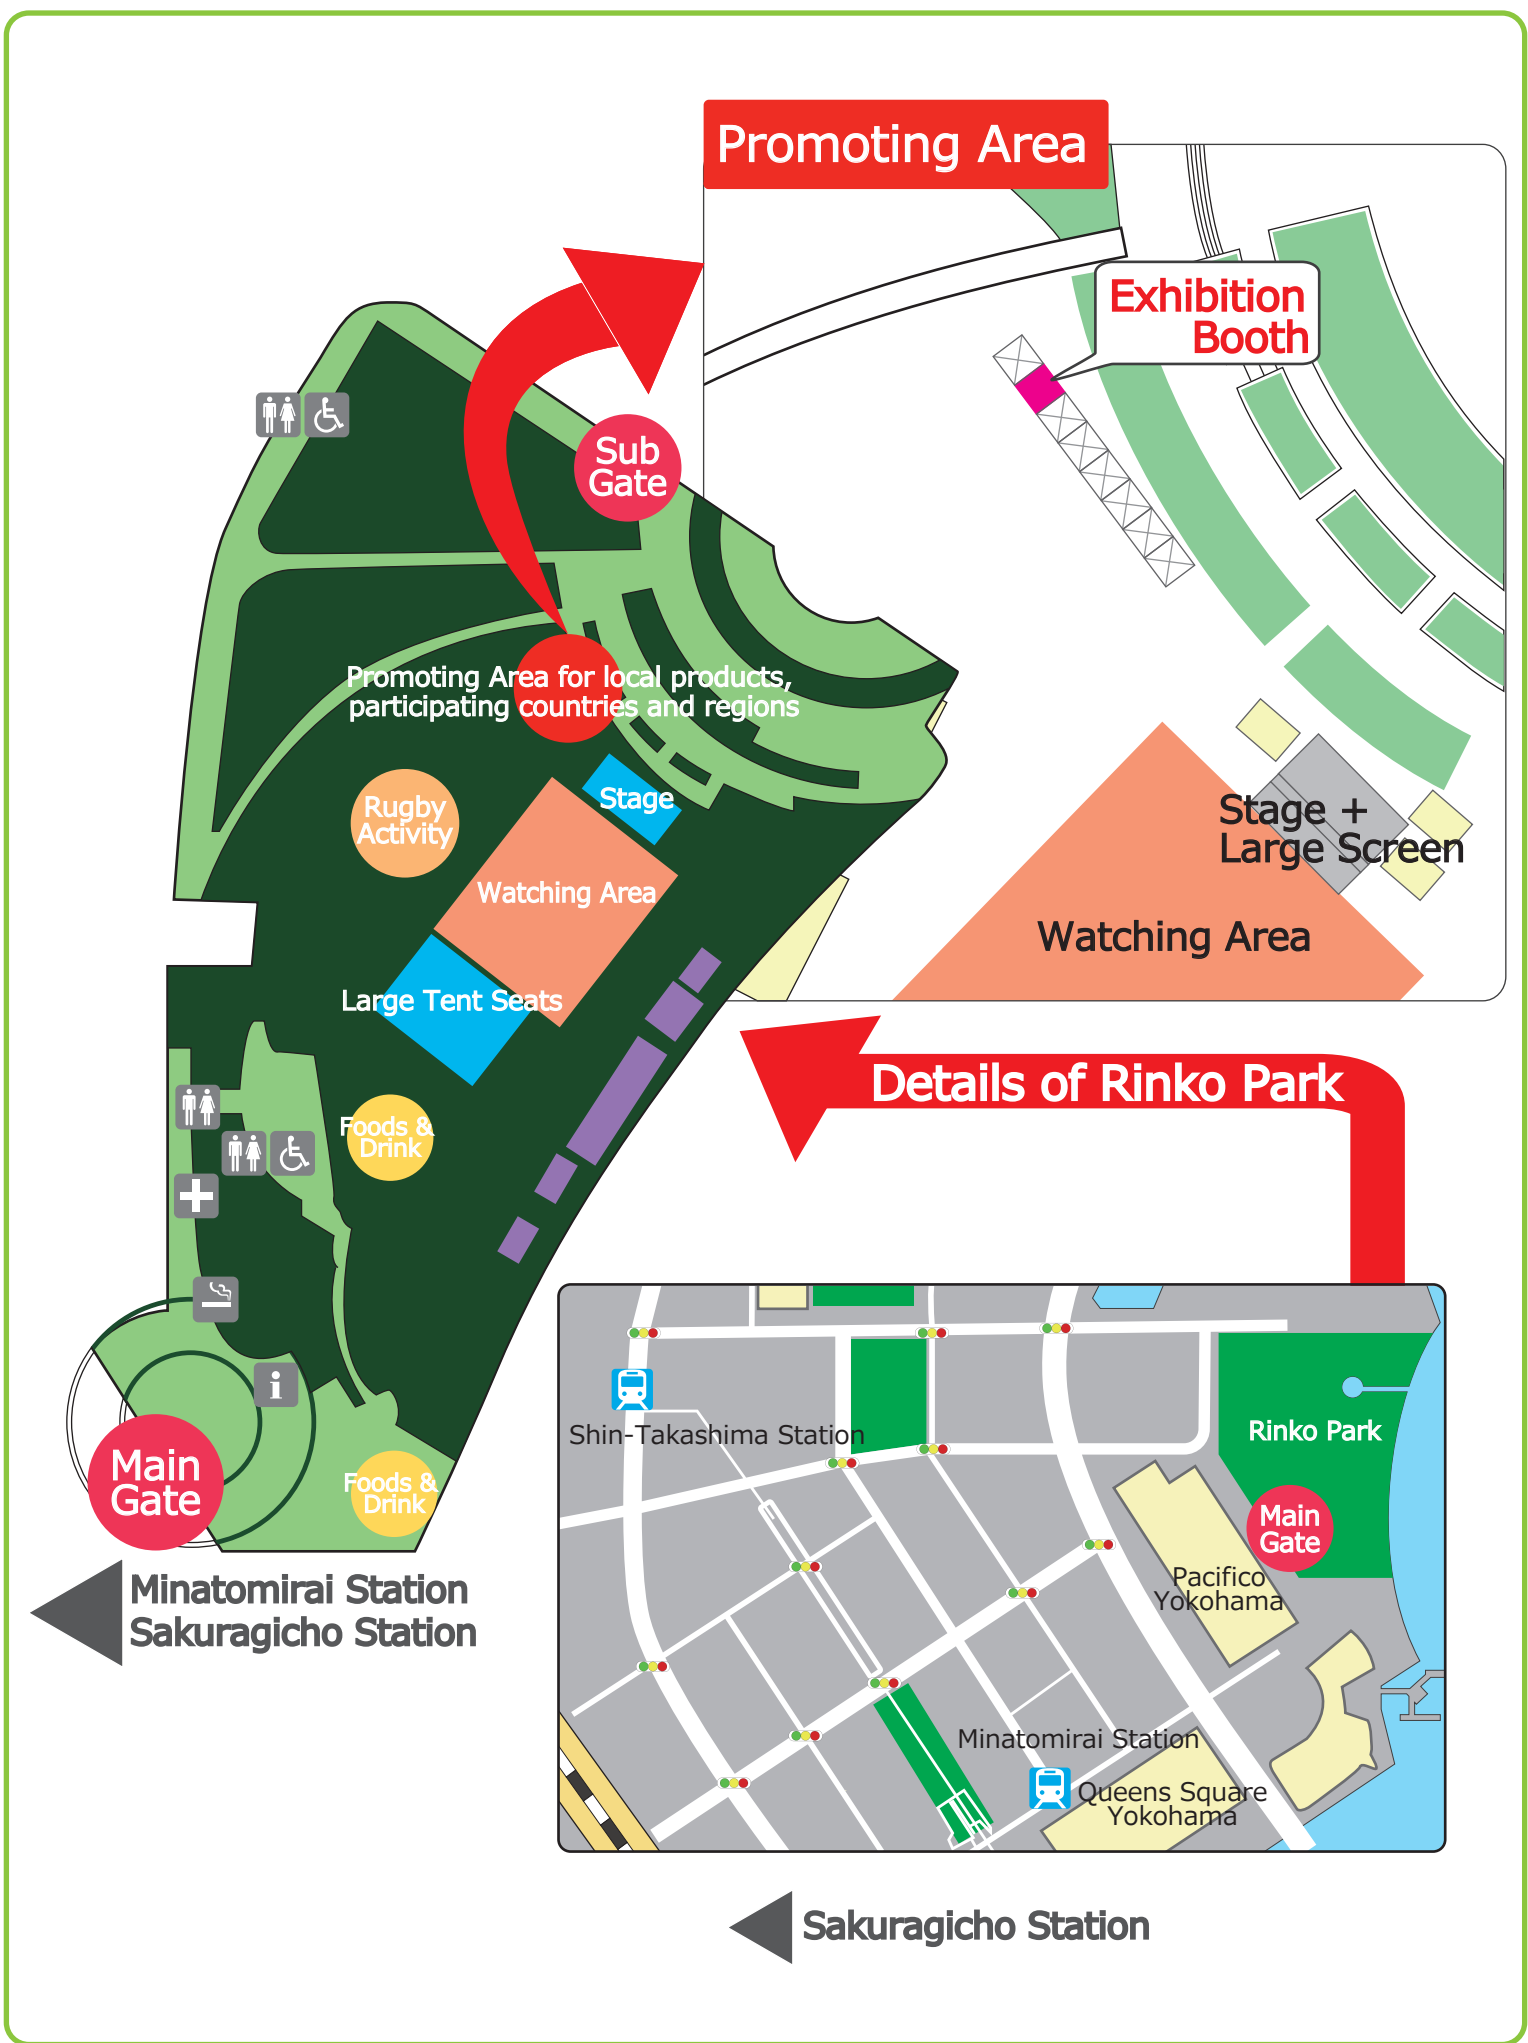 Promoting Area
Exhibition
Booth
Sub
Gate
Promoting Area for local products,
participating countries and regions
Rugby
Activity
Stage
Watching Area
Large Tent Seats
Stage +
Large Screen
Watching Area
Details of Rinko Park
Foods &
Drink
i
Main
Gate
Foods &
Drink
Minatomirai Station
Sakuragicho Station
Shin-Takashima Station
Rinko Park
Main
Gate
Pacifico
Yokohama
Minatomirai Station
Queens Square
Yokohama
Sakuragicho Station